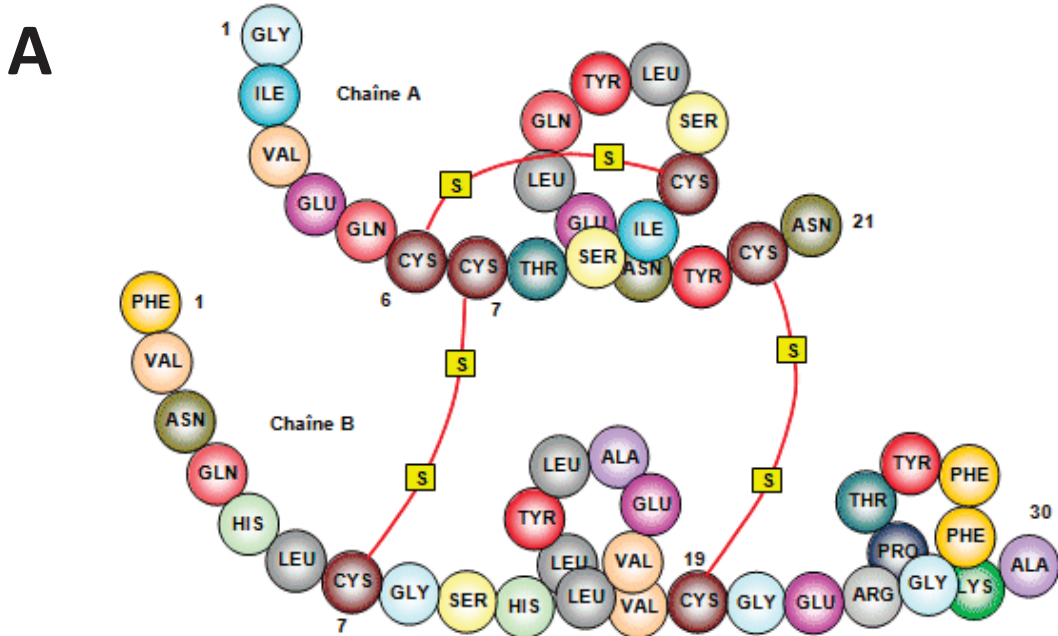 A
1
GLY
ILE
Chaîne A
VAL
GLU
GLN
CYS
6
CYS
7
THR
SER
ILE
CYS
SER
LEU
TYR
GLN
LEU
GLU
ASN
TYR
CYS
ASN
21
S
S
S
S
S
S
PHE
1
VAL
ASN
Chaîne B
GLN
HIS
LEU
CYS
7
GLY
SER
HIS
LEU
VAL
GLU
ALA
LEU
TYR
LEU
VAL
CYS
19
GLY
GLU
ARG
GLY
PHE
PHE
TYR
THR
PRO
LYS
ALA
30